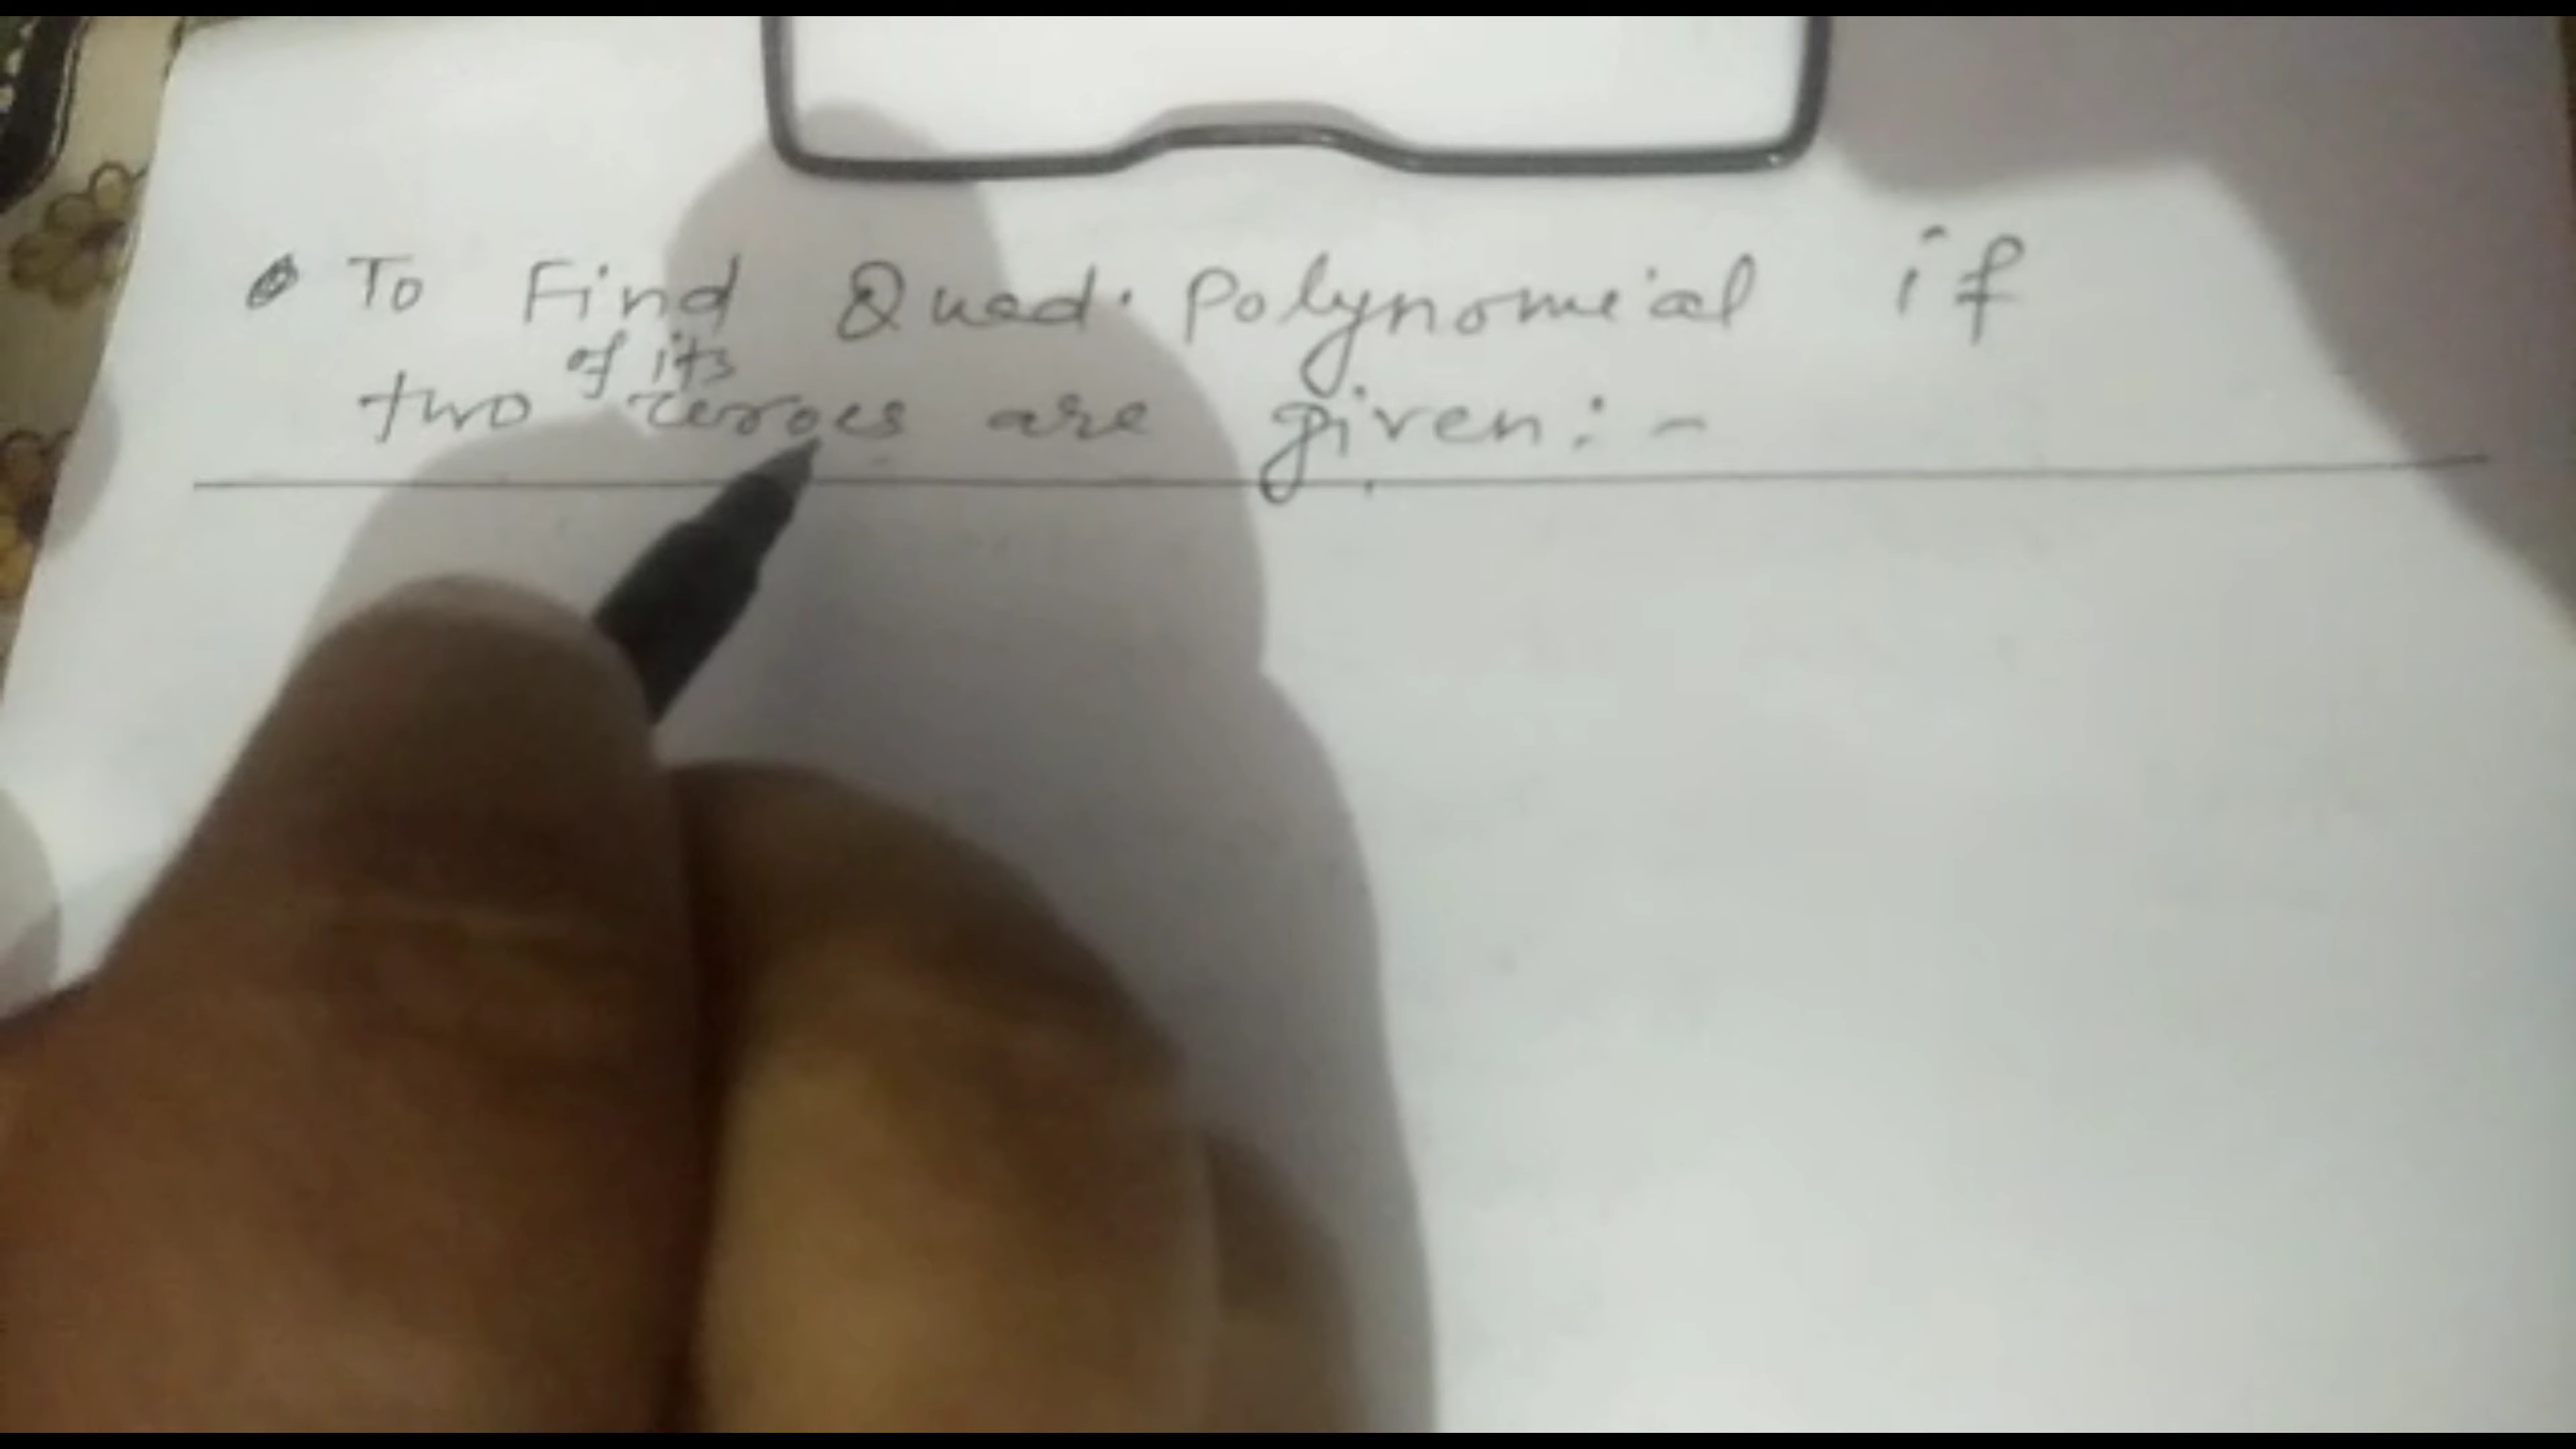 To Find Quad. Polynomial if
of its
two zeroes are given:-